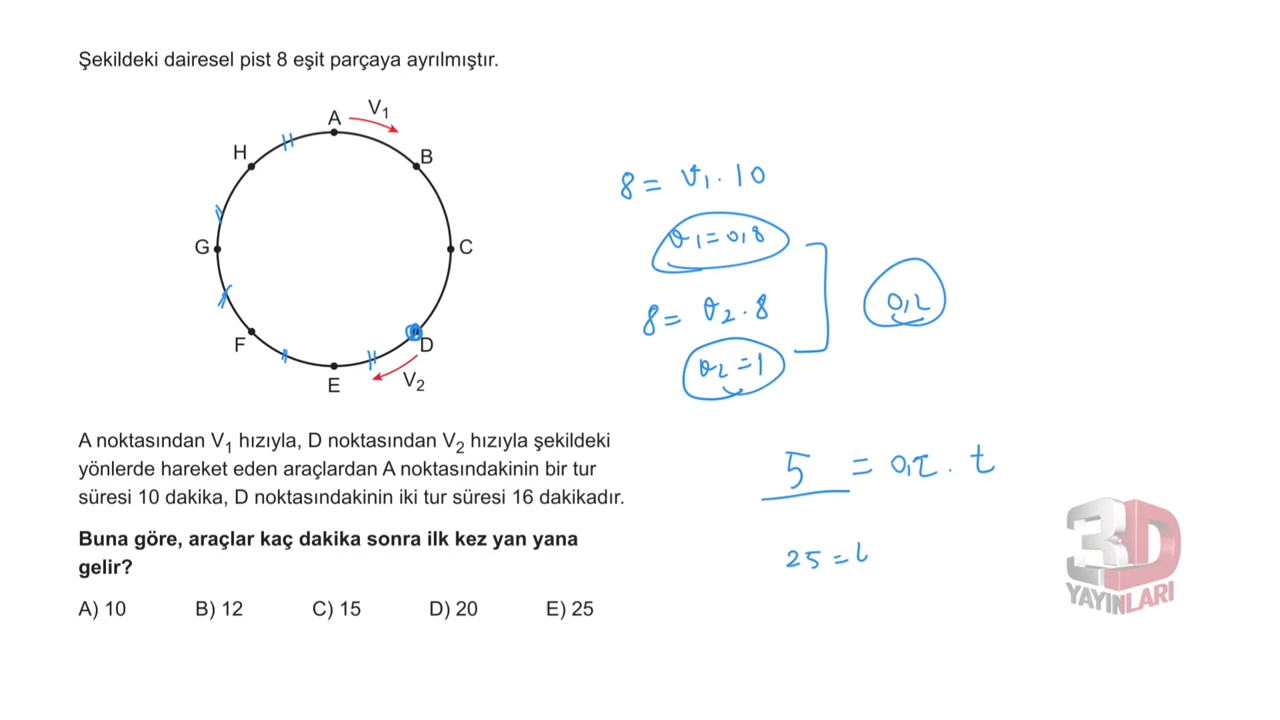 Şekildeki dairesel pist 8 eşit parçaya ayrılmıştır.
A
V1
H
B
G
C
F
D
E
V2
8 = v1 . 10
v1 = 0,8
8 = v2 . 8
v2 = 1
0,2
A noktasından V1 hızıyla, D noktasından V2 hızıyla şekildeki
yönlerde hareket eden araçlardan A noktasındakinin bir tur
süresi 10 dakika, D noktasındakinin iki tur süresi 16 dakikadır.
5 = 0,2 . t
Buna göre, araçlar kaç dakika sonra ilk kez yan yana
gelir?
25 = t
A) 10 B) 12 C) 15 D) 20 E) 25
3D
YAYINLARI